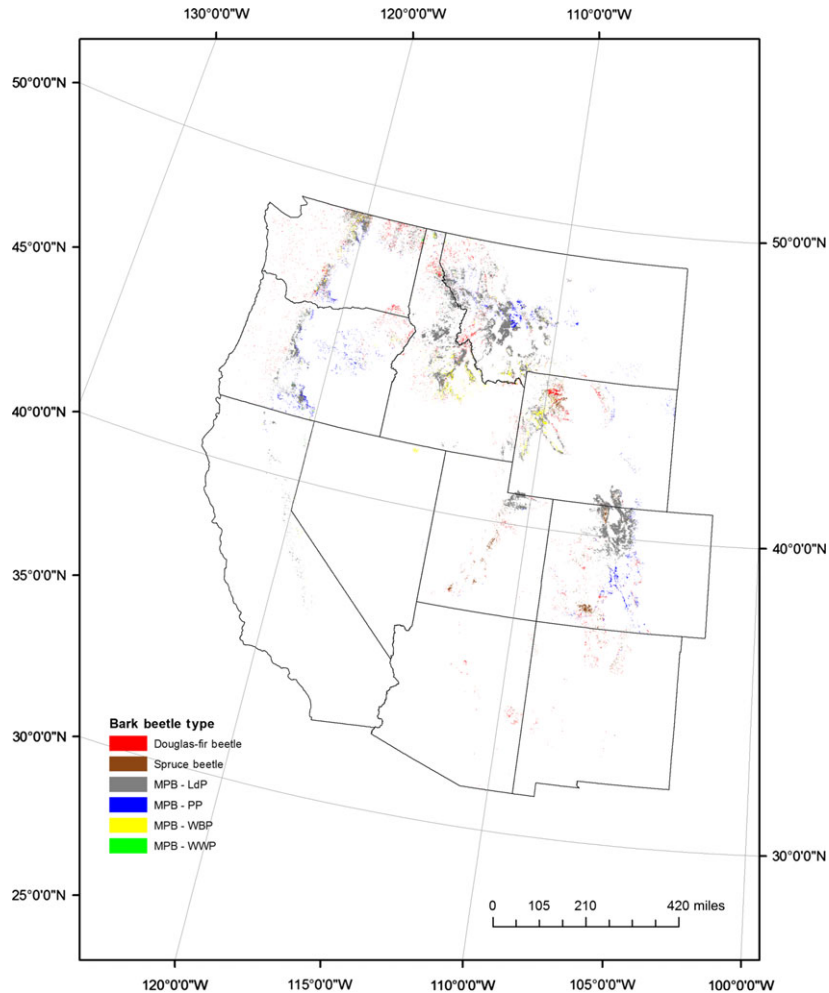 130°0'0"W 120°0'0"W 110°0'0"W
50°0'0"N
50°0'0"N
45°0'0"N
40°0'0"N
40°0'0"N
35°0'0"N
30°0'0"N
30°0'0"N
25°0'0"N
Bark beetle type
Douglas-fir beetle
Spruce beetle
MPB - LdP
MPB - PP
MPB - WBP
MPB - WWP
0 105 210 420 miles
120°0'0"W 115°0'0"W 110°0'0"W 105°0'0"W 100°0'0"W